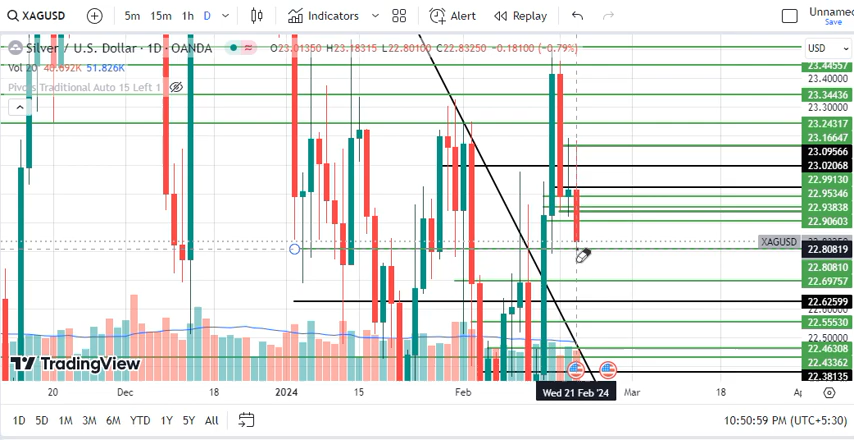 XAGUSD 5m 15m 1h D Indicators Alert Replay Unnamed
Save
Silver / U.S. Dollar · 1D · OANDA O23.01350 H23.18315 L22.80100 C22.83250 −0.18100 (−0.79%) USD
Vol 20 40.692K 51.826K
Pivots Traditional Auto 15 Left 1
23.44557
23.40000
23.34436
23.30000
23.24317
23.16647
23.09566
23.02068
22.99130
22.95346
22.93838
22.90603
XAGUSD
22.80819
22.80810
22.69757
22.62599
22.55530
22.50000
22.46308
22.43362
22.38135
TradingView
20 Dec 18 2024 15 Feb Wed 21 Feb '24 Mar 18 Ap
1D 5D 1M 3M 6M YTD 1Y 5Y All 10:50:59 PM (UTC+5:30)